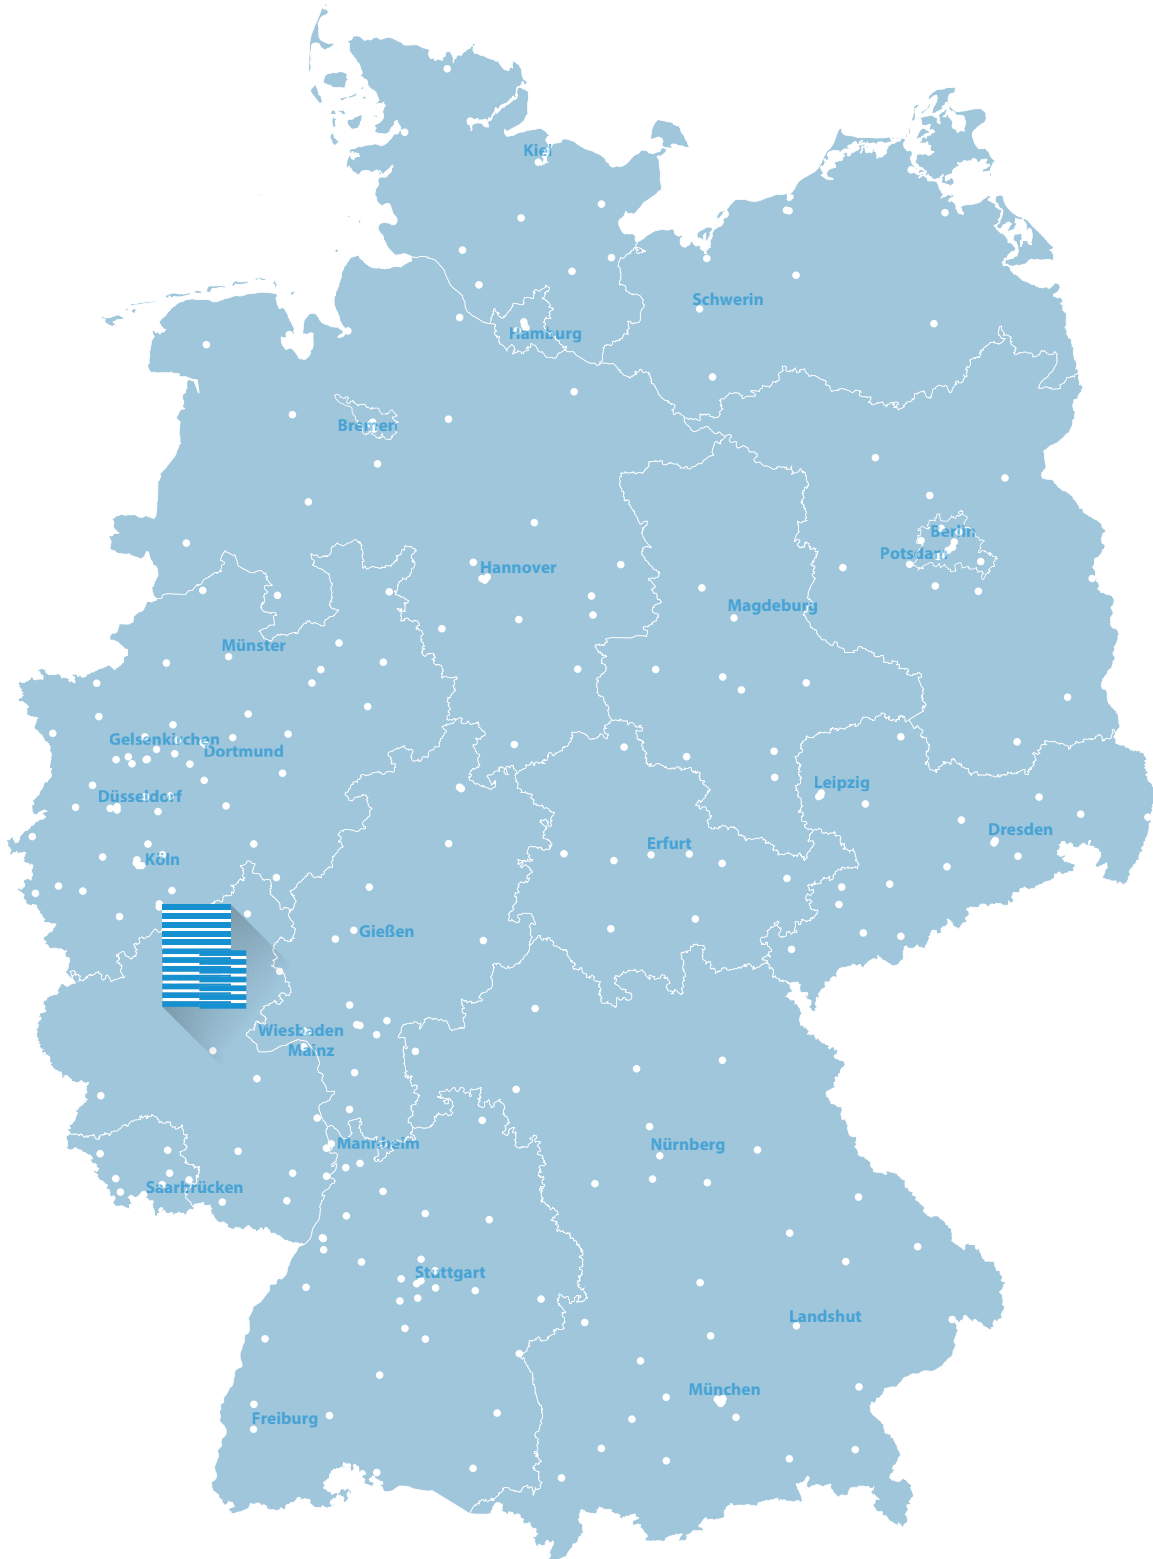 Kiel
Schwerin
Hamburg
Bremen
Berlin
Potsdam
Hannover
Magdeburg
Münster
Gelsenkirchen
Dortmund
Leipzig
Düsseldorf
Dresden
Erfurt
Köln
Gießen
Wiesbaden
Mainz
Mannheim
Nürnberg
Saarbrücken
Stuttgart
Landshut
München
Freiburg